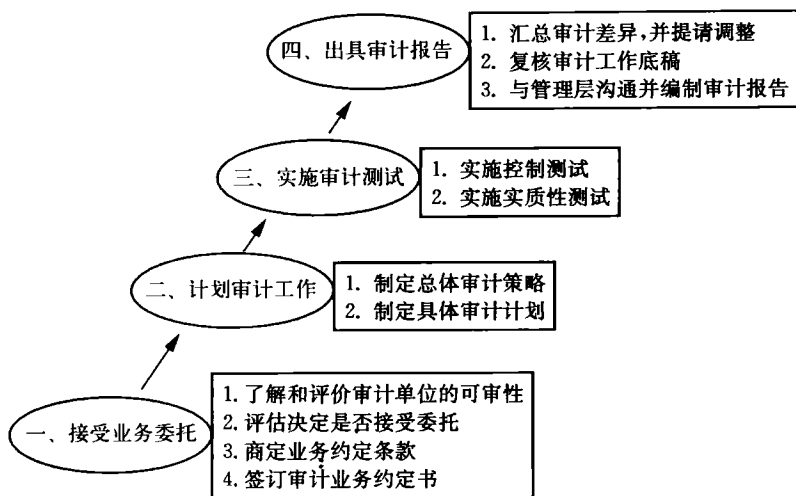 四、出具审计报告
1. 汇总审计差异,并提请调整
2. 复核审计工作底稿
3. 与管理层沟通并编制审计报告
三、实施审计测试
1. 实施控制测试
2. 实施实质性测试
二、计划审计工作
1. 制定总体审计策略
2. 制定具体审计计划
一、接受业务委托
1.了解和评价审计单位的可审性
2.评估决定是否接受委托
3.商定业务约定条款
4.签订审计业务约定书